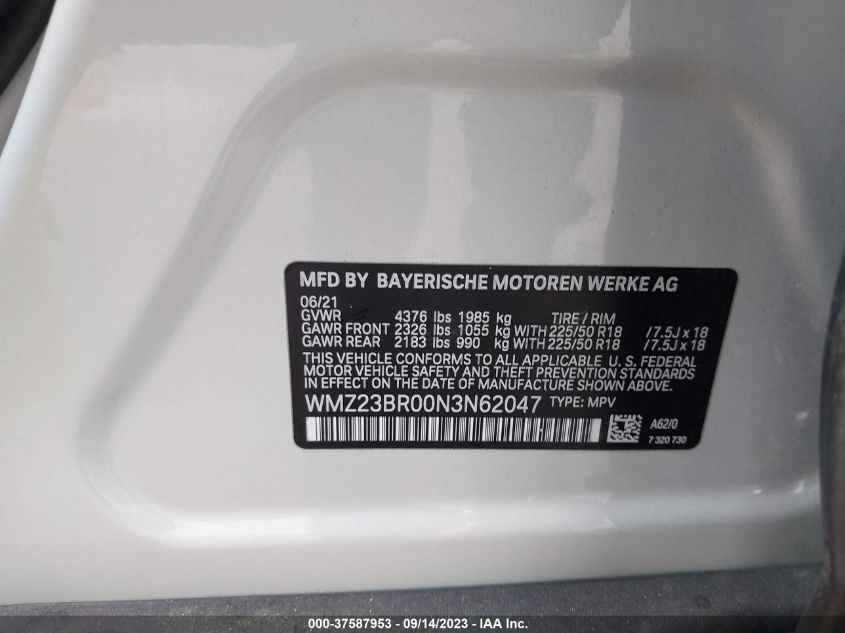 MFD BY BAYERISCHE MOTOREN WERKE AG
06/21
GVWR 4376 lbs 1985 kg TIRE / RIM
GAWR FRONT 2326 lbs 1055 kg WITH 225/50 R18 /7.5J x 18
GAWR REAR 2183 lbs 990 kg WITH 225/50 R18 /7.5J x 18
THIS VEHICLE CONFORMS TO ALL APPLICABLE U. S. FEDERAL
MOTOR VEHICLE SAFETY AND THEFT PREVENTION STANDARDS
IN EFFECT ON THE DATE OF MANUFACTURE SHOWN ABOVE.
WMZ23BR00N3N62047 TYPE: MPV
A62/0
7 320 730
000-37587953 - 09/14/2023 - IAA Inc.